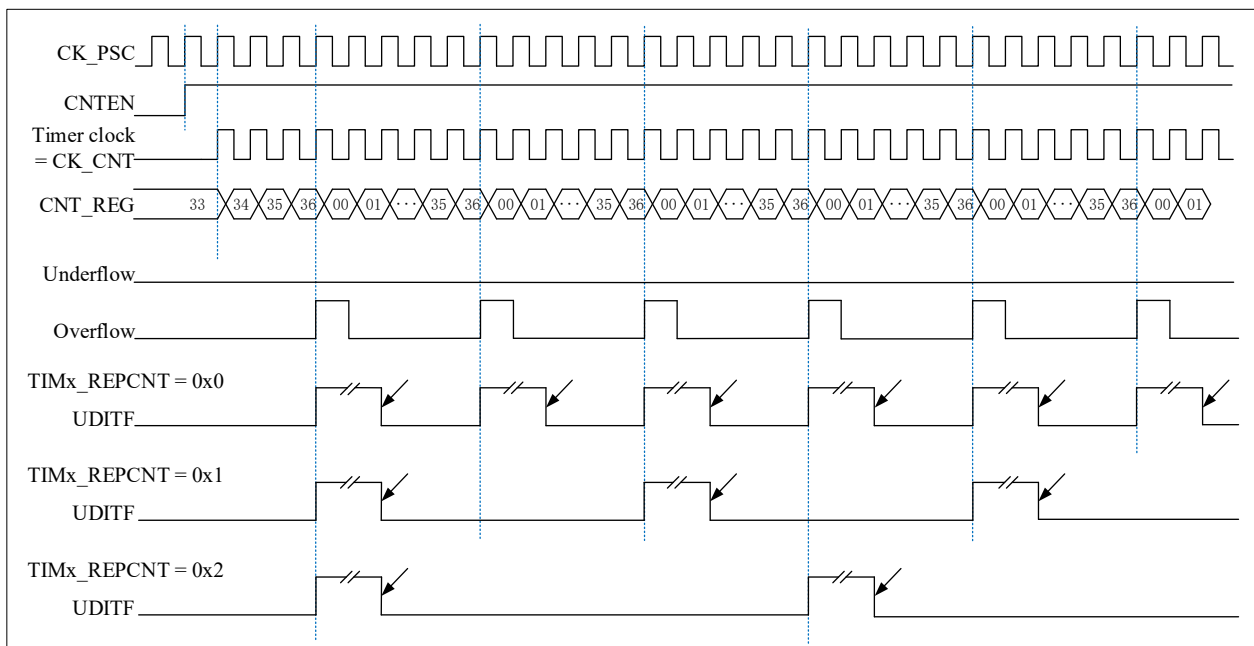 CK_PSC
CNTEN
Timer clock
= CK_CNT
CNT_REG 33 34 35 36 00 01 ··· 35 36 00 01 ··· 35 36 00 01 ··· 35 36 00 01 ··· 35 36 00 01 ··· 35 36 00 01
Underflow
Overflow
TIMx_REPCNT = 0x0
UDITF
TIMx_REPCNT = 0x1
UDITF
TIMx_REPCNT = 0x2
UDITF